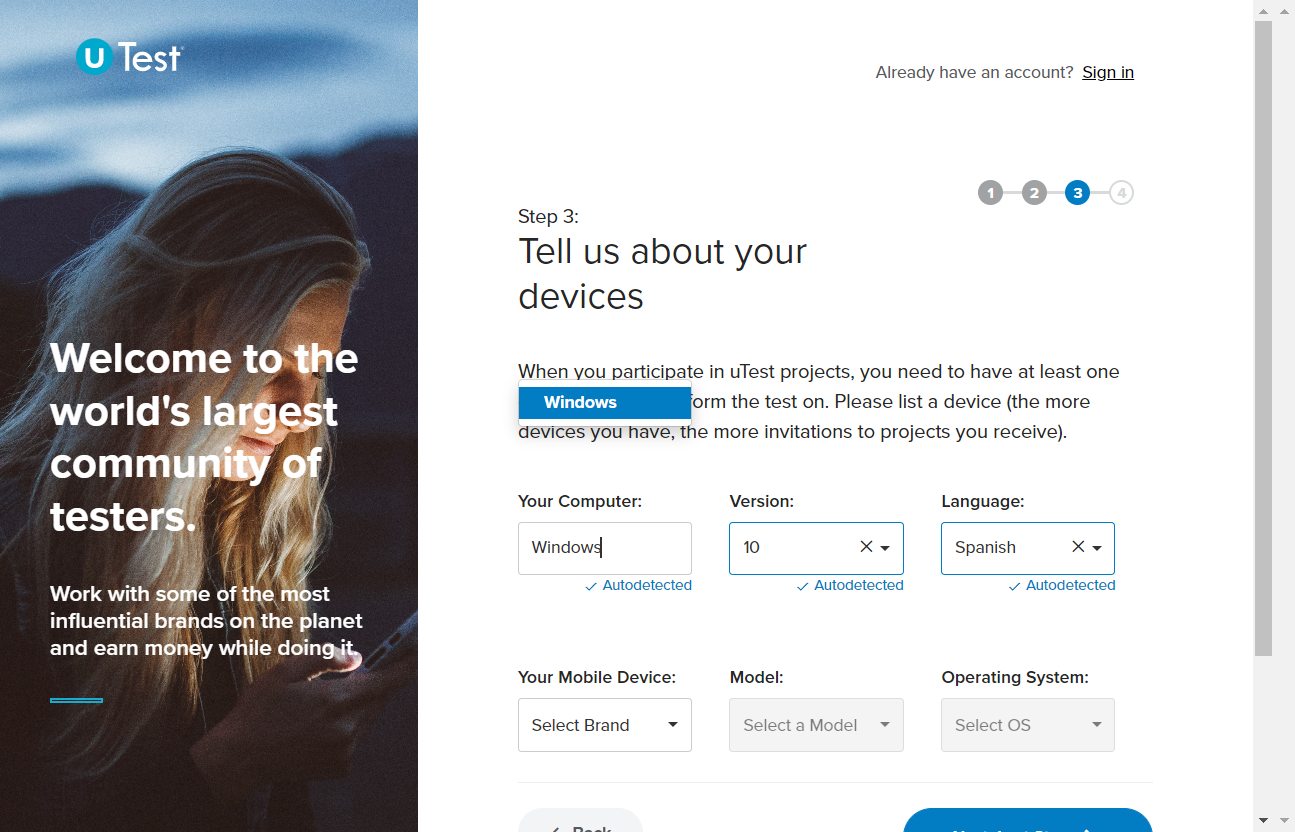 U Test
Already have an account? Sign in
1 2 3 4
Step 3:
Tell us about your
devices
When you participate in uTest projects, you need to have at least one
Windows
form the test on. Please list a device (the more
devices you have, the more invitations to projects you receive).
Your Computer:
Version:
Language:
Windows
10
Spanish
Autodetected
Autodetected
Autodetected
Your Mobile Device:
Model:
Operating System:
Select Brand
Select a Model
Select OS
Back
Welcome to the
world's largest
community of
testers.
Work with some of the most
influential brands on the planet
and earn money while doing it.